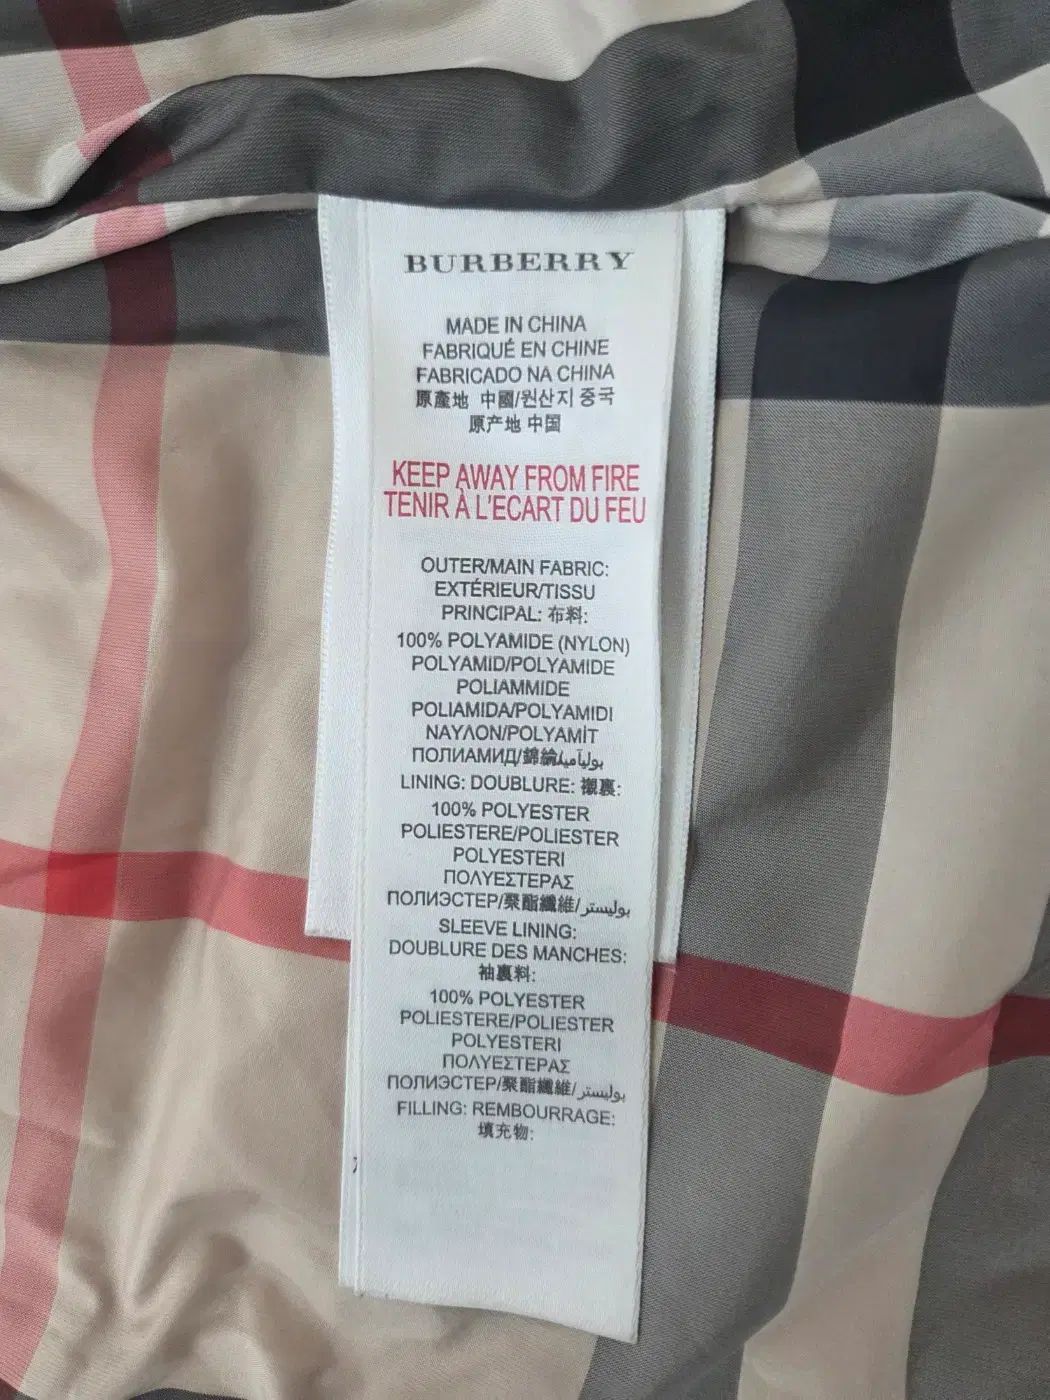 BURBERRY
MADE IN CHINA
FABRIQUÉ EN CHINE
FABRICADO NA CHINA
原產地 中國/원산지 중국
原产地 中国
KEEP AWAY FROM FIRE
TENIR À L'ECART DU FEU
OUTER/MAIN FABRIC:
EXTÉRIEUR/TISSU
PRINCIPAL: 布料:
100% POLYAMIDE (NYLON)
POLYAMID/POLYAMIDE
POLIAMMIDE
POLIAMIDA/POLYAMIDI
ΝΑΥΛΟΝ/POLYAMİT
ПОЛИАМИД/錦綸/بوليآميد
LINING: DOUBLURE: 襯裏:
100% POLYESTER
POLIESTERE/POLIESTER
POLYESTERI
ΠΟΛΥΕΣΤΕΡΑΣ
ПОЛИЭСТЕР/聚酯纖維/بوليستر
SLEEVE LINING:
DOUBLURE DES MANCHES:
袖裏料:
100% POLYESTER
POLIESTERE/POLIESTER
POLYESTERI
ΠΟΛΥΕΣΤΕΡΑΣ
ПОЛИЭСТЕР/聚酯纖維/بوليستر
FILLING: REMBOURRAGE:
填充物: